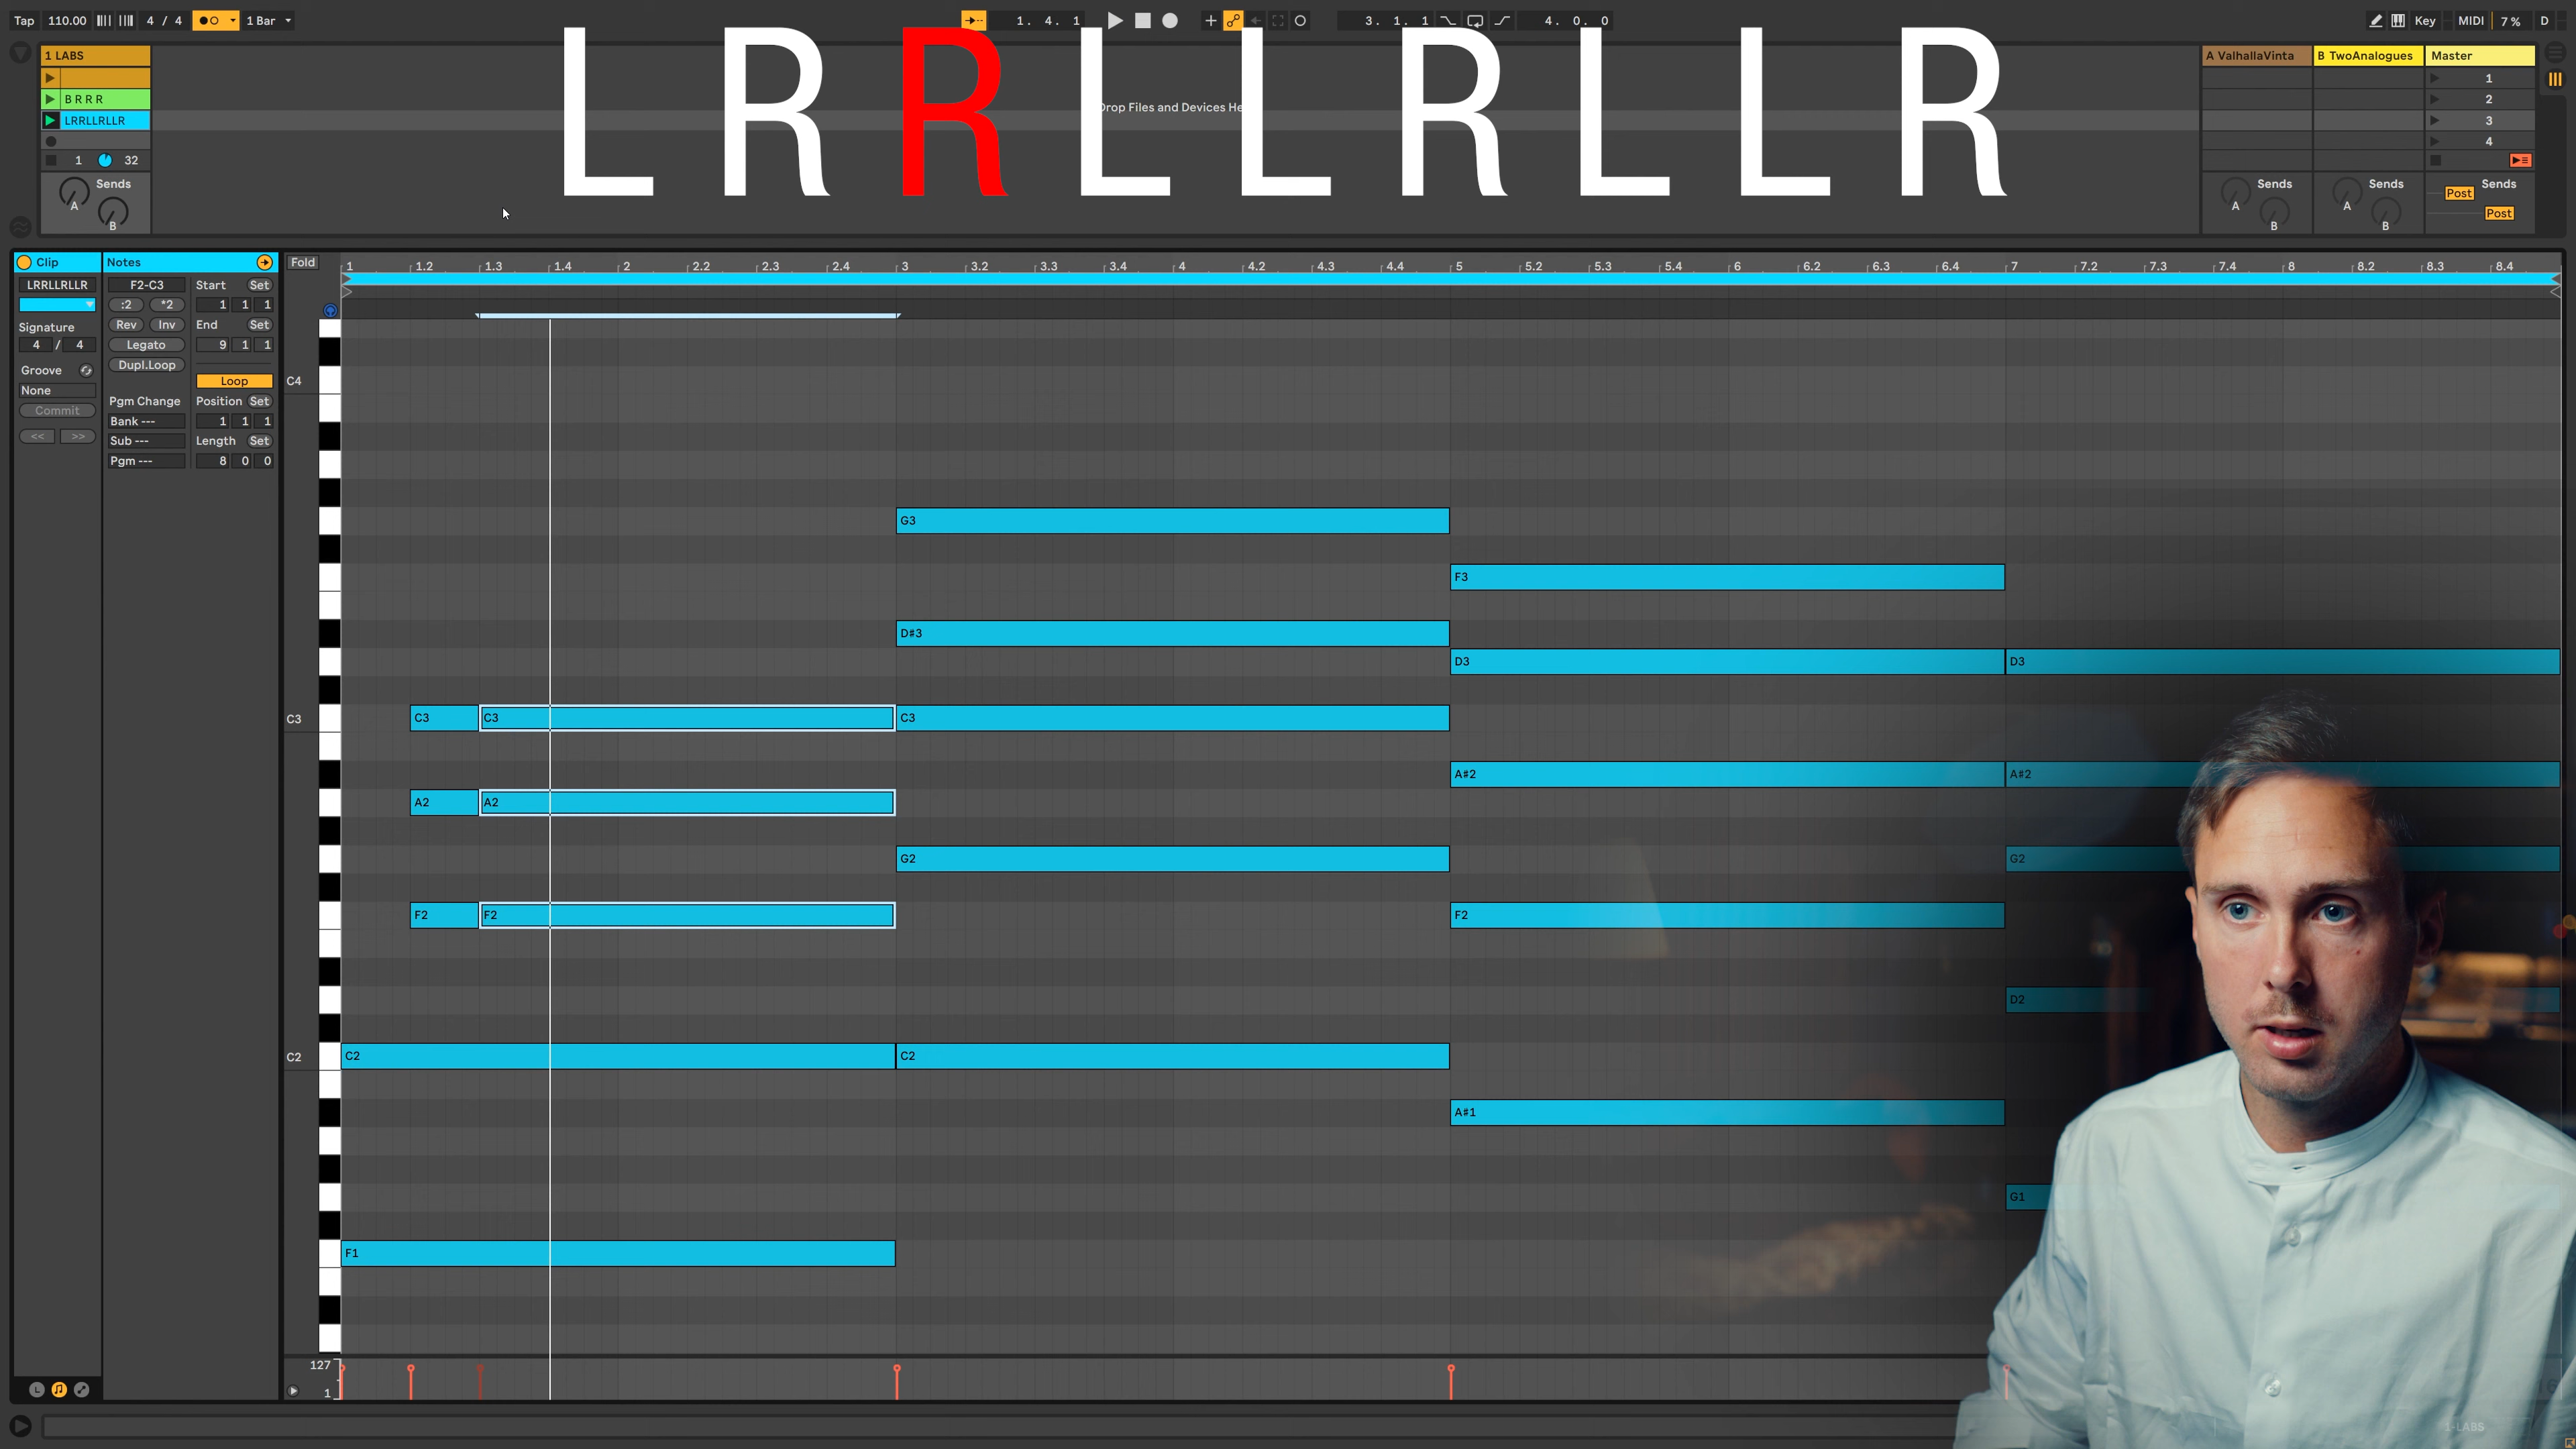 Tap 110.00 4 / 4 1 Bar 1. 4. 1 3. 1. 1 4. 0. 0 Key MIDI 7 % D
L R R L L R L L R
1 LABS A ValhallaVinta B TwoAnalogues Master
1
B R R R 2
Drop Files and Devices He
LRRLLRLLR 3
4
1 32
Sends A B Sends A B Sends A B Post Sends Post
Clip Notes Fold 1 1.2 1.3 1.4 2 2.2 2.3 2.4 3 3.2 3.3 3.4 4 4.2 4.3 4.4 5 5.2 5.3 5.4 6 6.2 6.3 6.4 7 7.2 7.3 7.4 8 8.2 8.3 8.4
LRRLLRLLR F2-C3 Start Set
:2 *2 1 1 1
Signature Rev Inv End Set
4 / 4 Legato 9 1 1
Groove Dupl.Loop
None Loop
Commit Pgm Change Position Set
Bank --- 1 1 1
<< >> Sub --- Length Set
Pgm --- 8 0 0
C4
G3
F3
D#3
D3 D3
C3 C3 C3 C3
A#2 A#2
A2 A2
G2 G2
F2 F2 F2
D2
C2 C2 C2
A#1
G1
F1
127
1
L
1-LABS